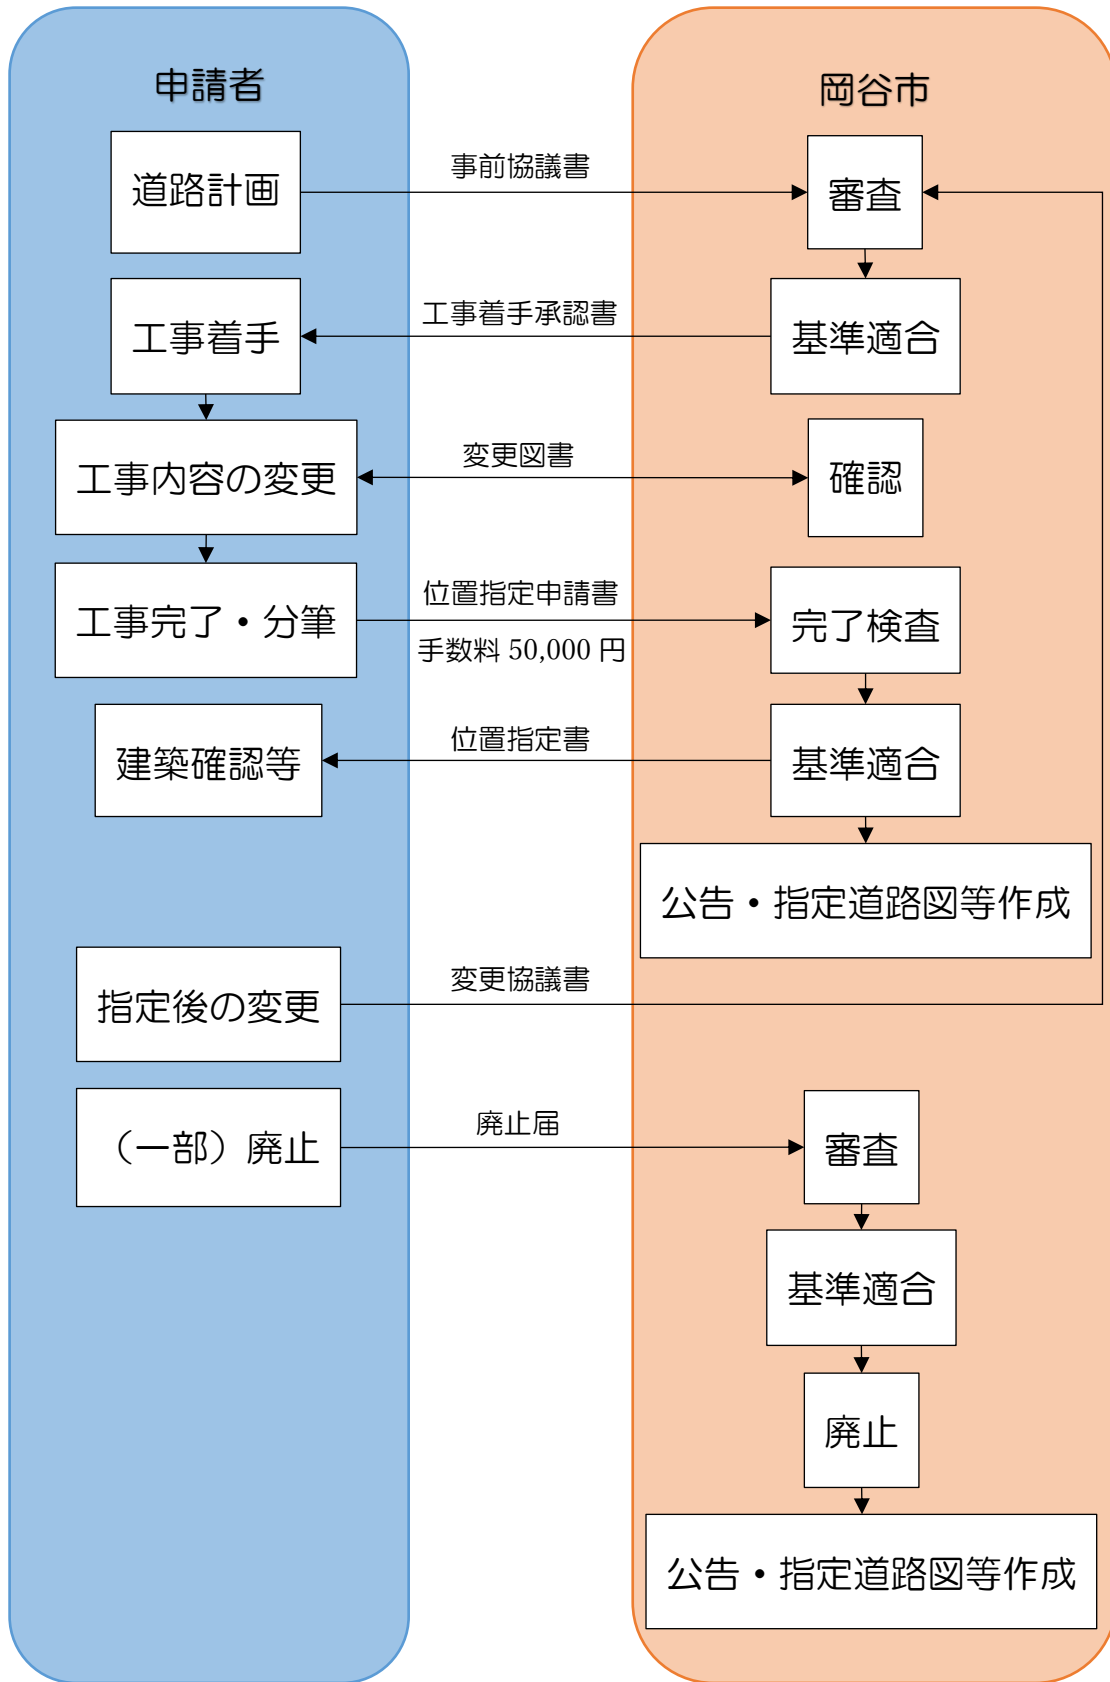 申請者
岡谷市
道路計画
事前協議書
審査
工事着手
工事着手承認書
基準適合
工事内容の変更
変更図書
確認
工事完了・分筆
位置指定申請書
手数料 50,000 円
完了検査
建築確認等
位置指定書
基準適合
公告・指定道路図等作成
指定後の変更
変更協議書
（一部）廃止
廃止届
審査
基準適合
廃止
公告・指定道路図等作成